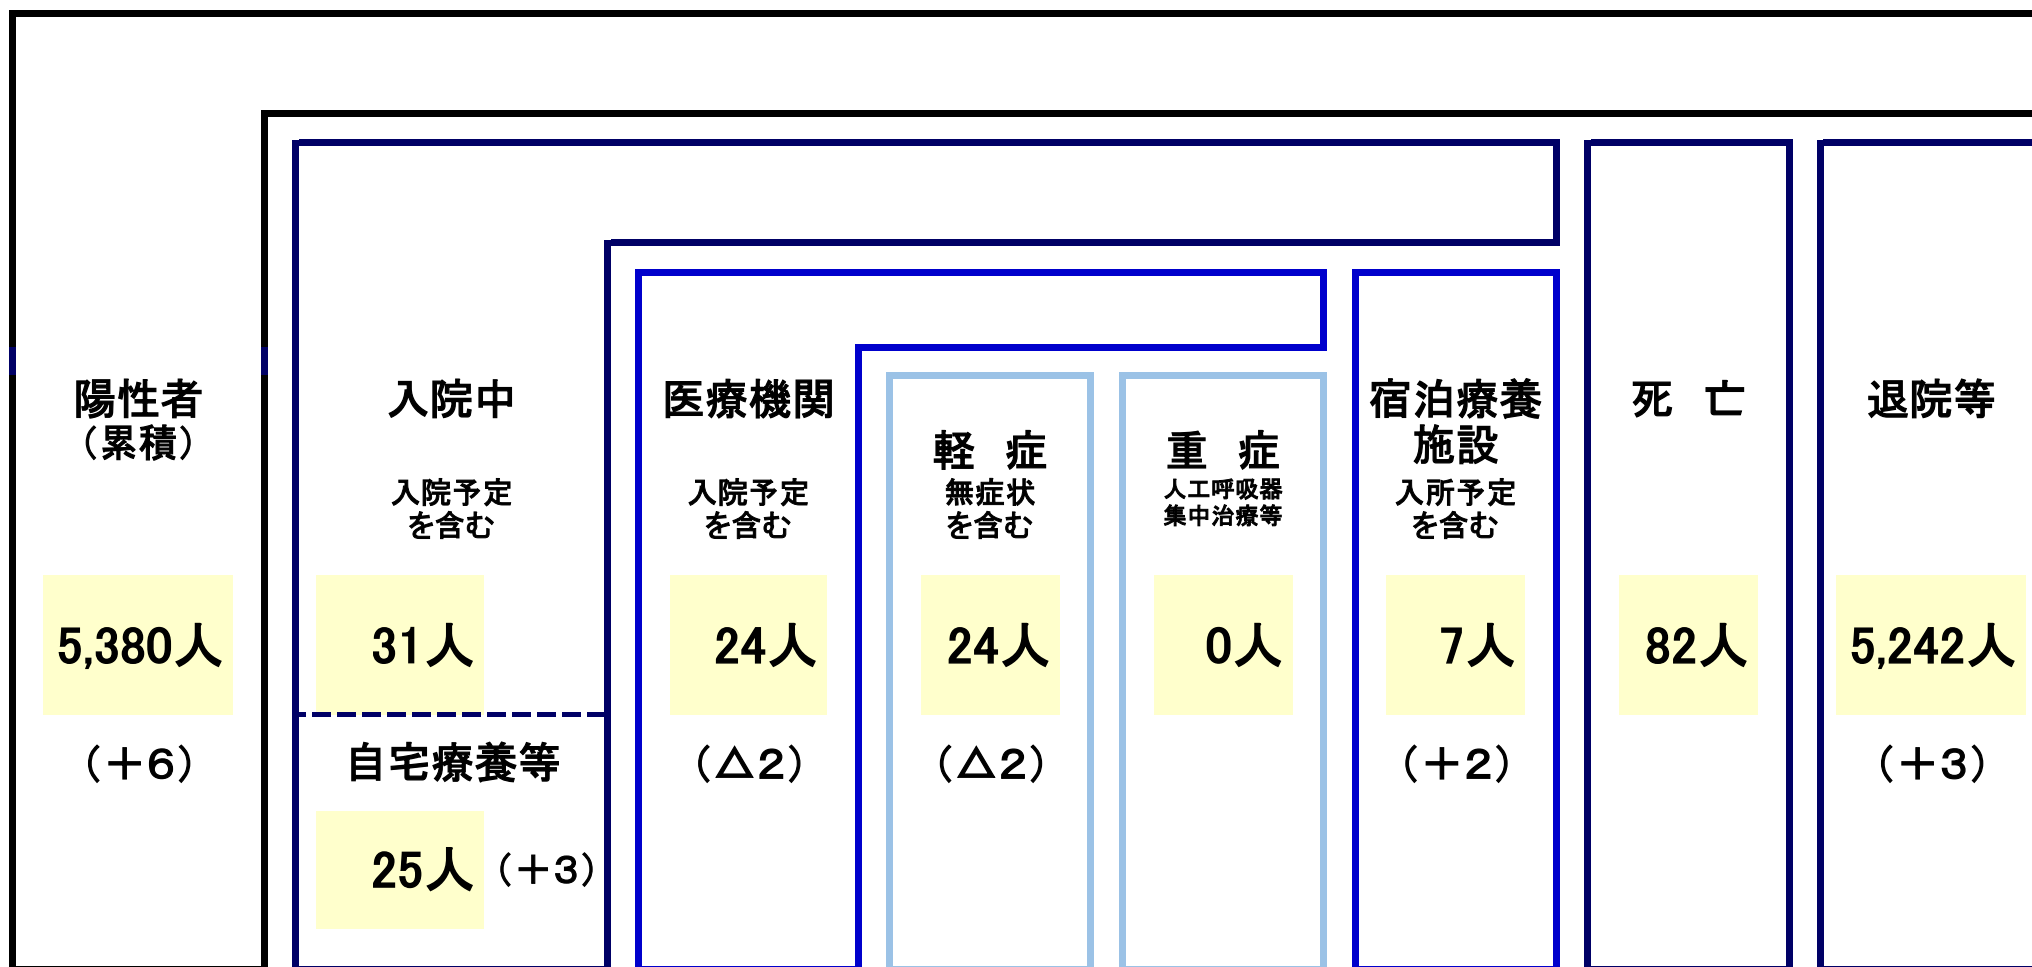 陽性者
（累積）
5,380人
（＋6）
入院中
入院予定
を含む
31人
自宅療養等
25人（＋3）
医療機関
入院予定
を含む
24人
（△2）
軽　症
無症状
を含む
24人
（△2）
重　症
人工呼吸器
集中治療等
0人
宿泊療養
施設
入所予定
を含む
7人
（＋2）
死　亡
82人
退院等
5,242人
（＋3）